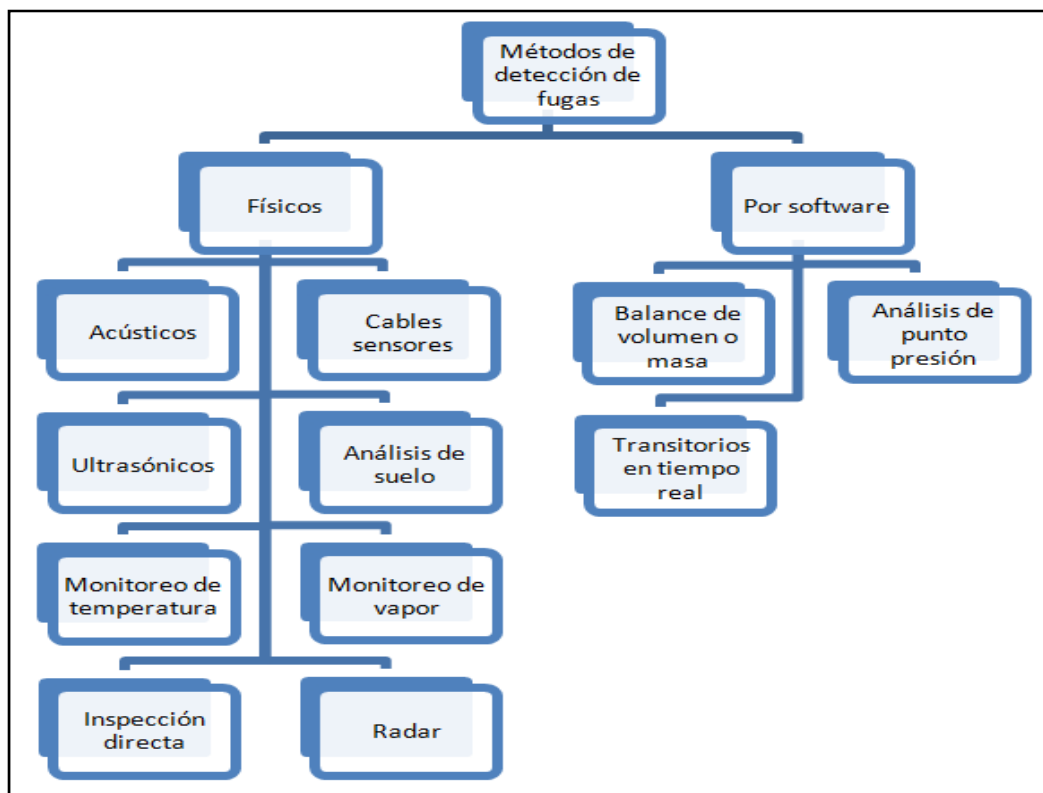 Métodos de
detección de
fugas
Físicos
Por software
Acústicos
Cables
sensores
Balance de
volumen o
masa
Análisis de
punto
presión
Ultrasónicos
Análisis de
suelo
Transitorios
en tiempo
real
Monitoreo de
temperatura
Monitoreo de
vapor
Inspección
directa
Radar